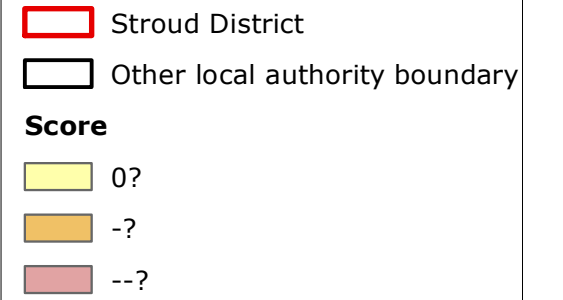 Stroud District
Other local authority boundary
Score
0?
-?
--?